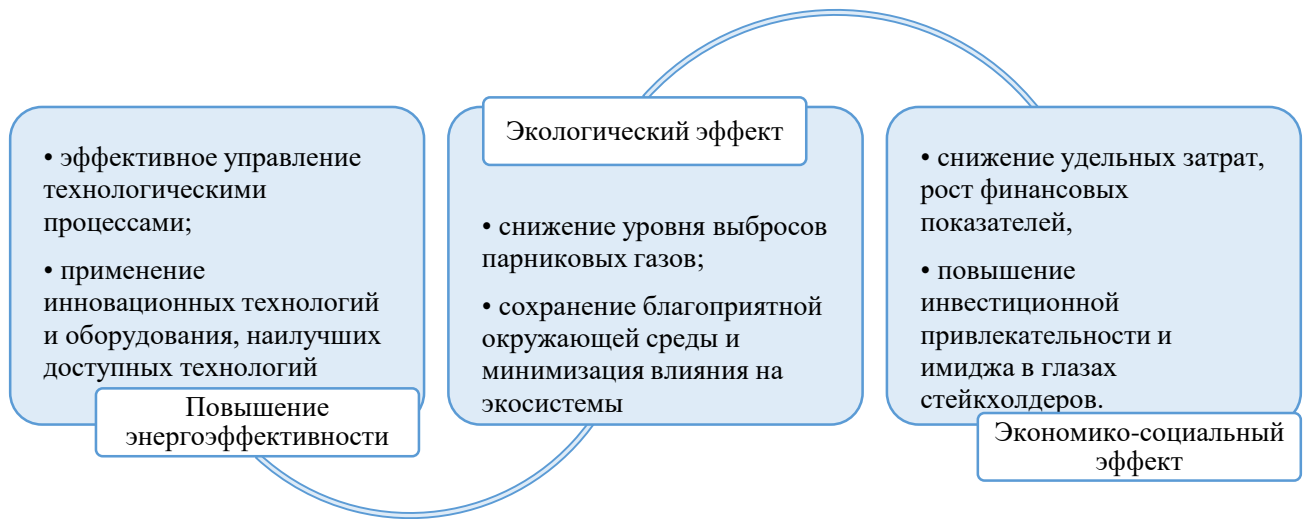 • эффективное управление
технологическими
процессами;
• применение
инновационных технологий
и оборудования, наилучших
доступных технологий
Повышение
энергоэффективности
Экологический эффект
• снижение уровня выбросов
парниковых газов;
• сохранение благоприятной
окружающей среды и
минимизация влияния на
экосистемы
• снижение удельных затрат,
рост финансовых
показателей,
• повышение
инвестиционной
привлекательности и
имиджа в глазах
стейкхолдеров.
Экономико-социальный
эффект